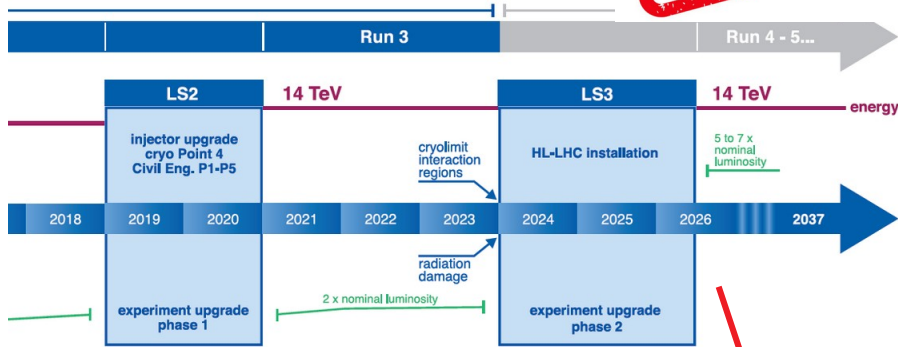 Run 3
Run 4 - 5...
LS2
14 TeV
LS3
14 TeV
energy
injector upgrade
cryo Point 4
Civil Eng. P1-P5
cryolimit
interaction
regions
HL-LHC installation
5 to 7 x
nominal
luminosity
2018
2019
2020
2021
2022
2023
2024
2025
2026
2037
radiation
damage
2 x nominal luminosity
experiment upgrade
phase 1
experiment upgrade
phase 2